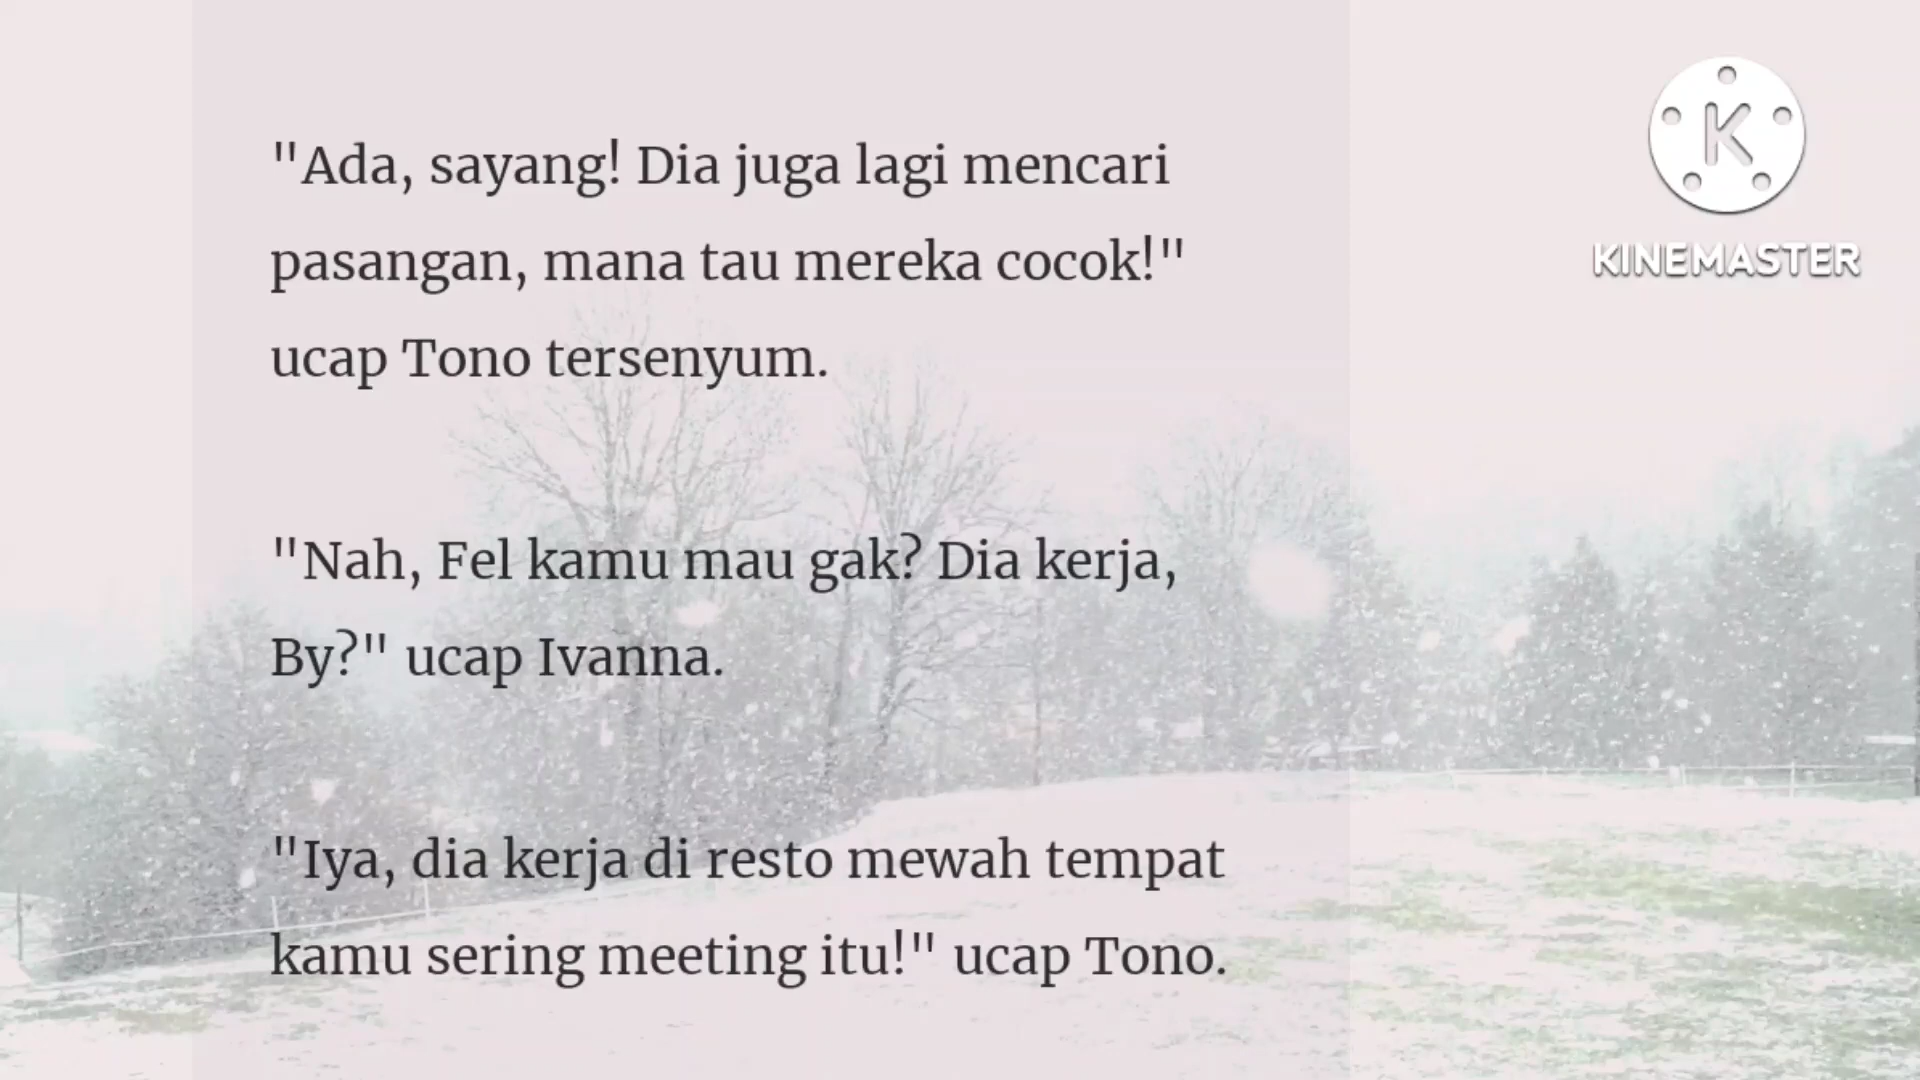 "Ada, sayang! Dia juga lagi mencari
pasangan, mana tau mereka cocok!"
ucap Tono tersenyum.
"Nah, Fel kamu mau gak? Dia kerja,
By?" ucap Ivanna.
"Iya, dia kerja di resto mewah tempat
kamu sering meeting itu!" ucap Tono.
K
KINEMASTER